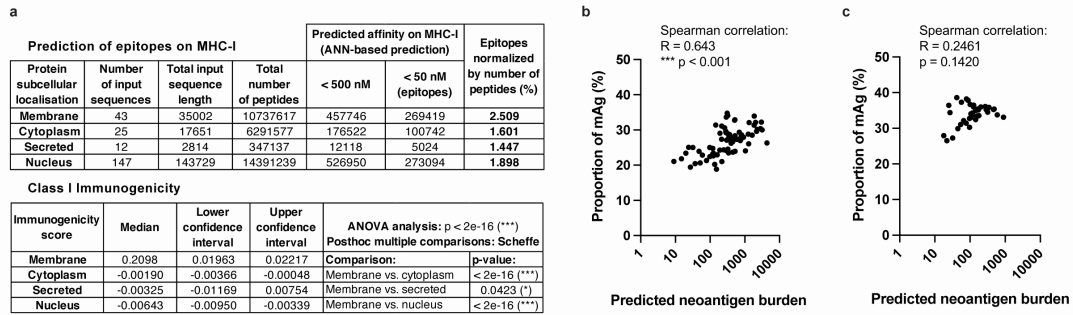 a
Prediction of epitopes on MHC-I
Predicted affinity on MHC-I (ANN-based prediction)
Epitopes normalized by number of peptides (%)
Protein subcellular localisation
Number of input sequences
Total input sequence length
Total number of peptides
< 500 nM
< 50 nM (epitopes)
Membrane 43 35002 10737617 457746 269419 2.509
Cytoplasm 25 17651 6291577 176522 100742 1.601
Secreted 12 2814 347137 12118 5024 1.447
Nucleus 147 143729 14391239 526950 273094 1.898
Class I Immunogenicity
Immunogenicity score
Median
Lower confidence interval
Upper confidence interval
ANOVA analysis: p < 2e-16 (***)
Posthoc multiple comparisons: Scheffe
Membrane 0.2098 0.01963 0.02217 Comparison: p-value:
Cytoplasm -0.00190 -0.00366 -0.00048 Membrane vs. cytoplasm < 2e-16 (***)
Secreted -0.00325 -0.01169 0.00754 Membrane vs. secreted 0.0423 (*)
Nucleus -0.00643 -0.00950 -0.00339 Membrane vs. nucleus < 2e-16 (***)
b
Spearman correlation:
R = 0.643
*** p < 0.001
Proportion of mAg (%)
50
40
30
20
10
0
1
10
100
1000
10000
Predicted neoantigen burden
c
Spearman correlation:
R = 0.2461
p = 0.1420
Proportion of mAg (%)
50
40
30
20
10
0
1
10
100
1000
10000
Predicted neoantigen burden